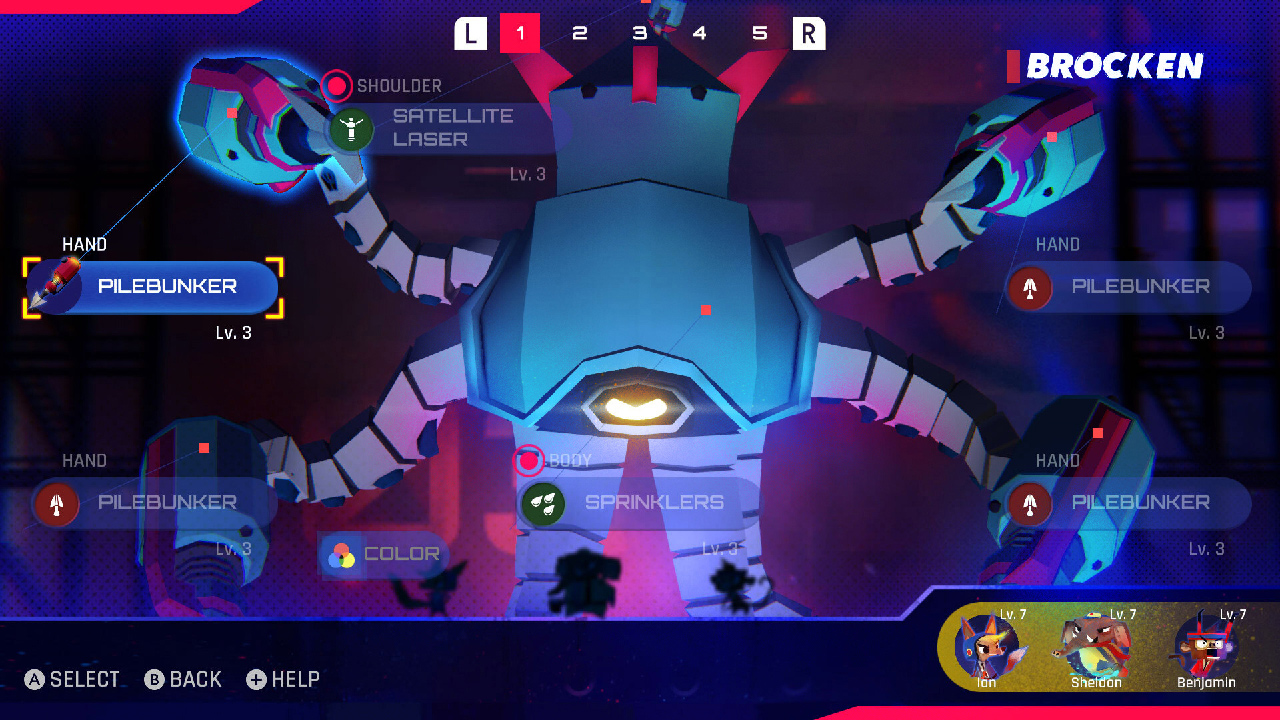 L 1 2 3 4 5 R
BROCKEN
SHOULDER
SATELLITE
LASER
Lv. 3
HAND
PILEBUNKER
Lv. 3
HAND
PILEBUNKER
Lv. 3
HAND
PILEBUNKER
Lv. 3
BODY
SPRINKLERS
Lv. 3
HAND
PILEBUNKER
Lv. 3
COLOR
Lv. 7 Lv. 7 Lv. 7
Ian Sheldon Benjamin
A SELECT B BACK + HELP